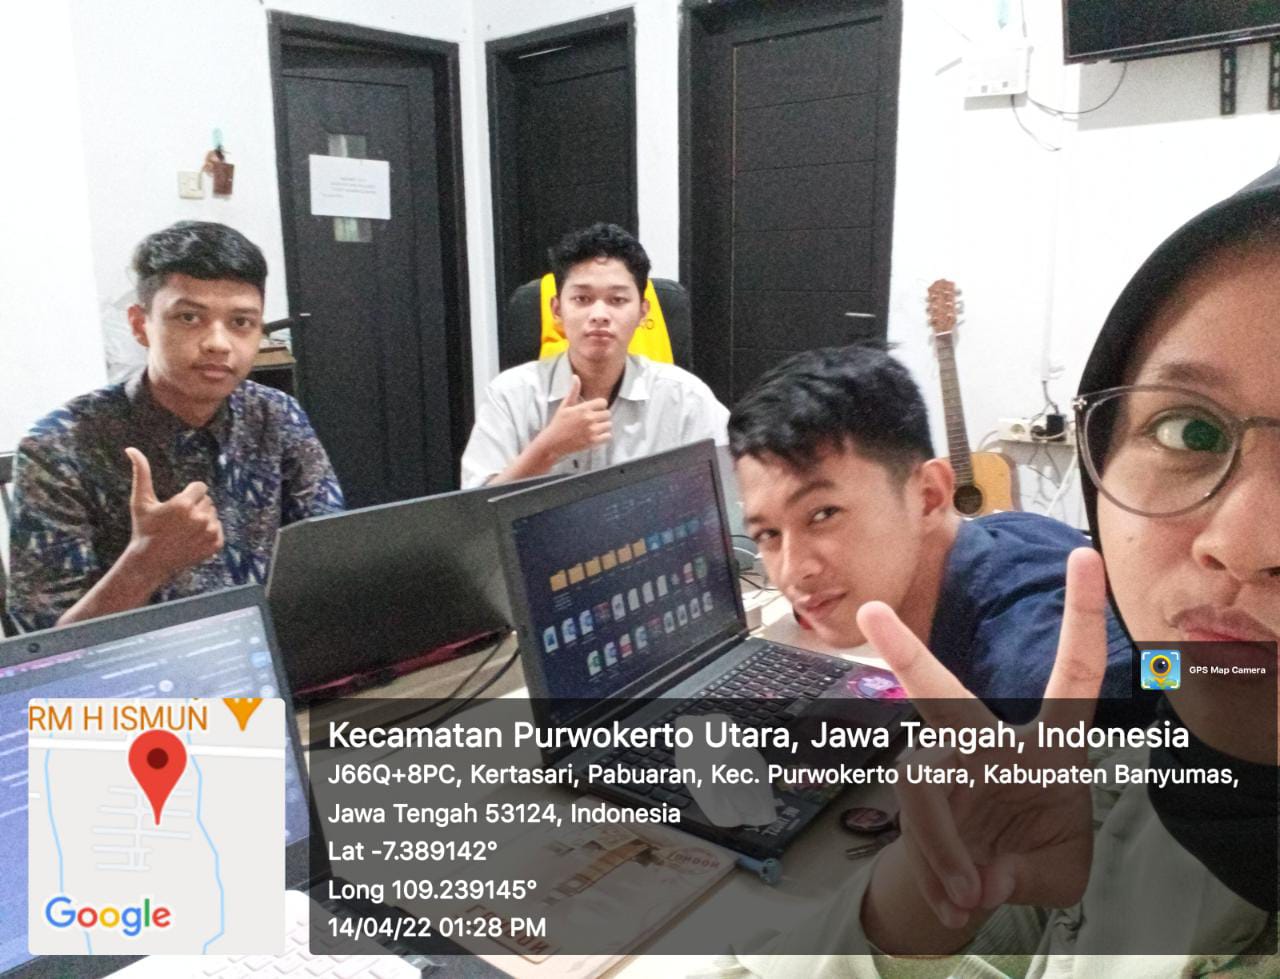 GPS Map Camera
RM H ISMUN
Google
Kecamatan Purwokerto Utara, Jawa Tengah, Indonesia
J66Q+8PC, Kertasari, Pabuaran, Kec. Purwokerto Utara, Kabupaten Banyumas,
Jawa Tengah 53124, Indonesia
Lat -7.389142°
Long 109.239145°
14/04/22 01:28 PM